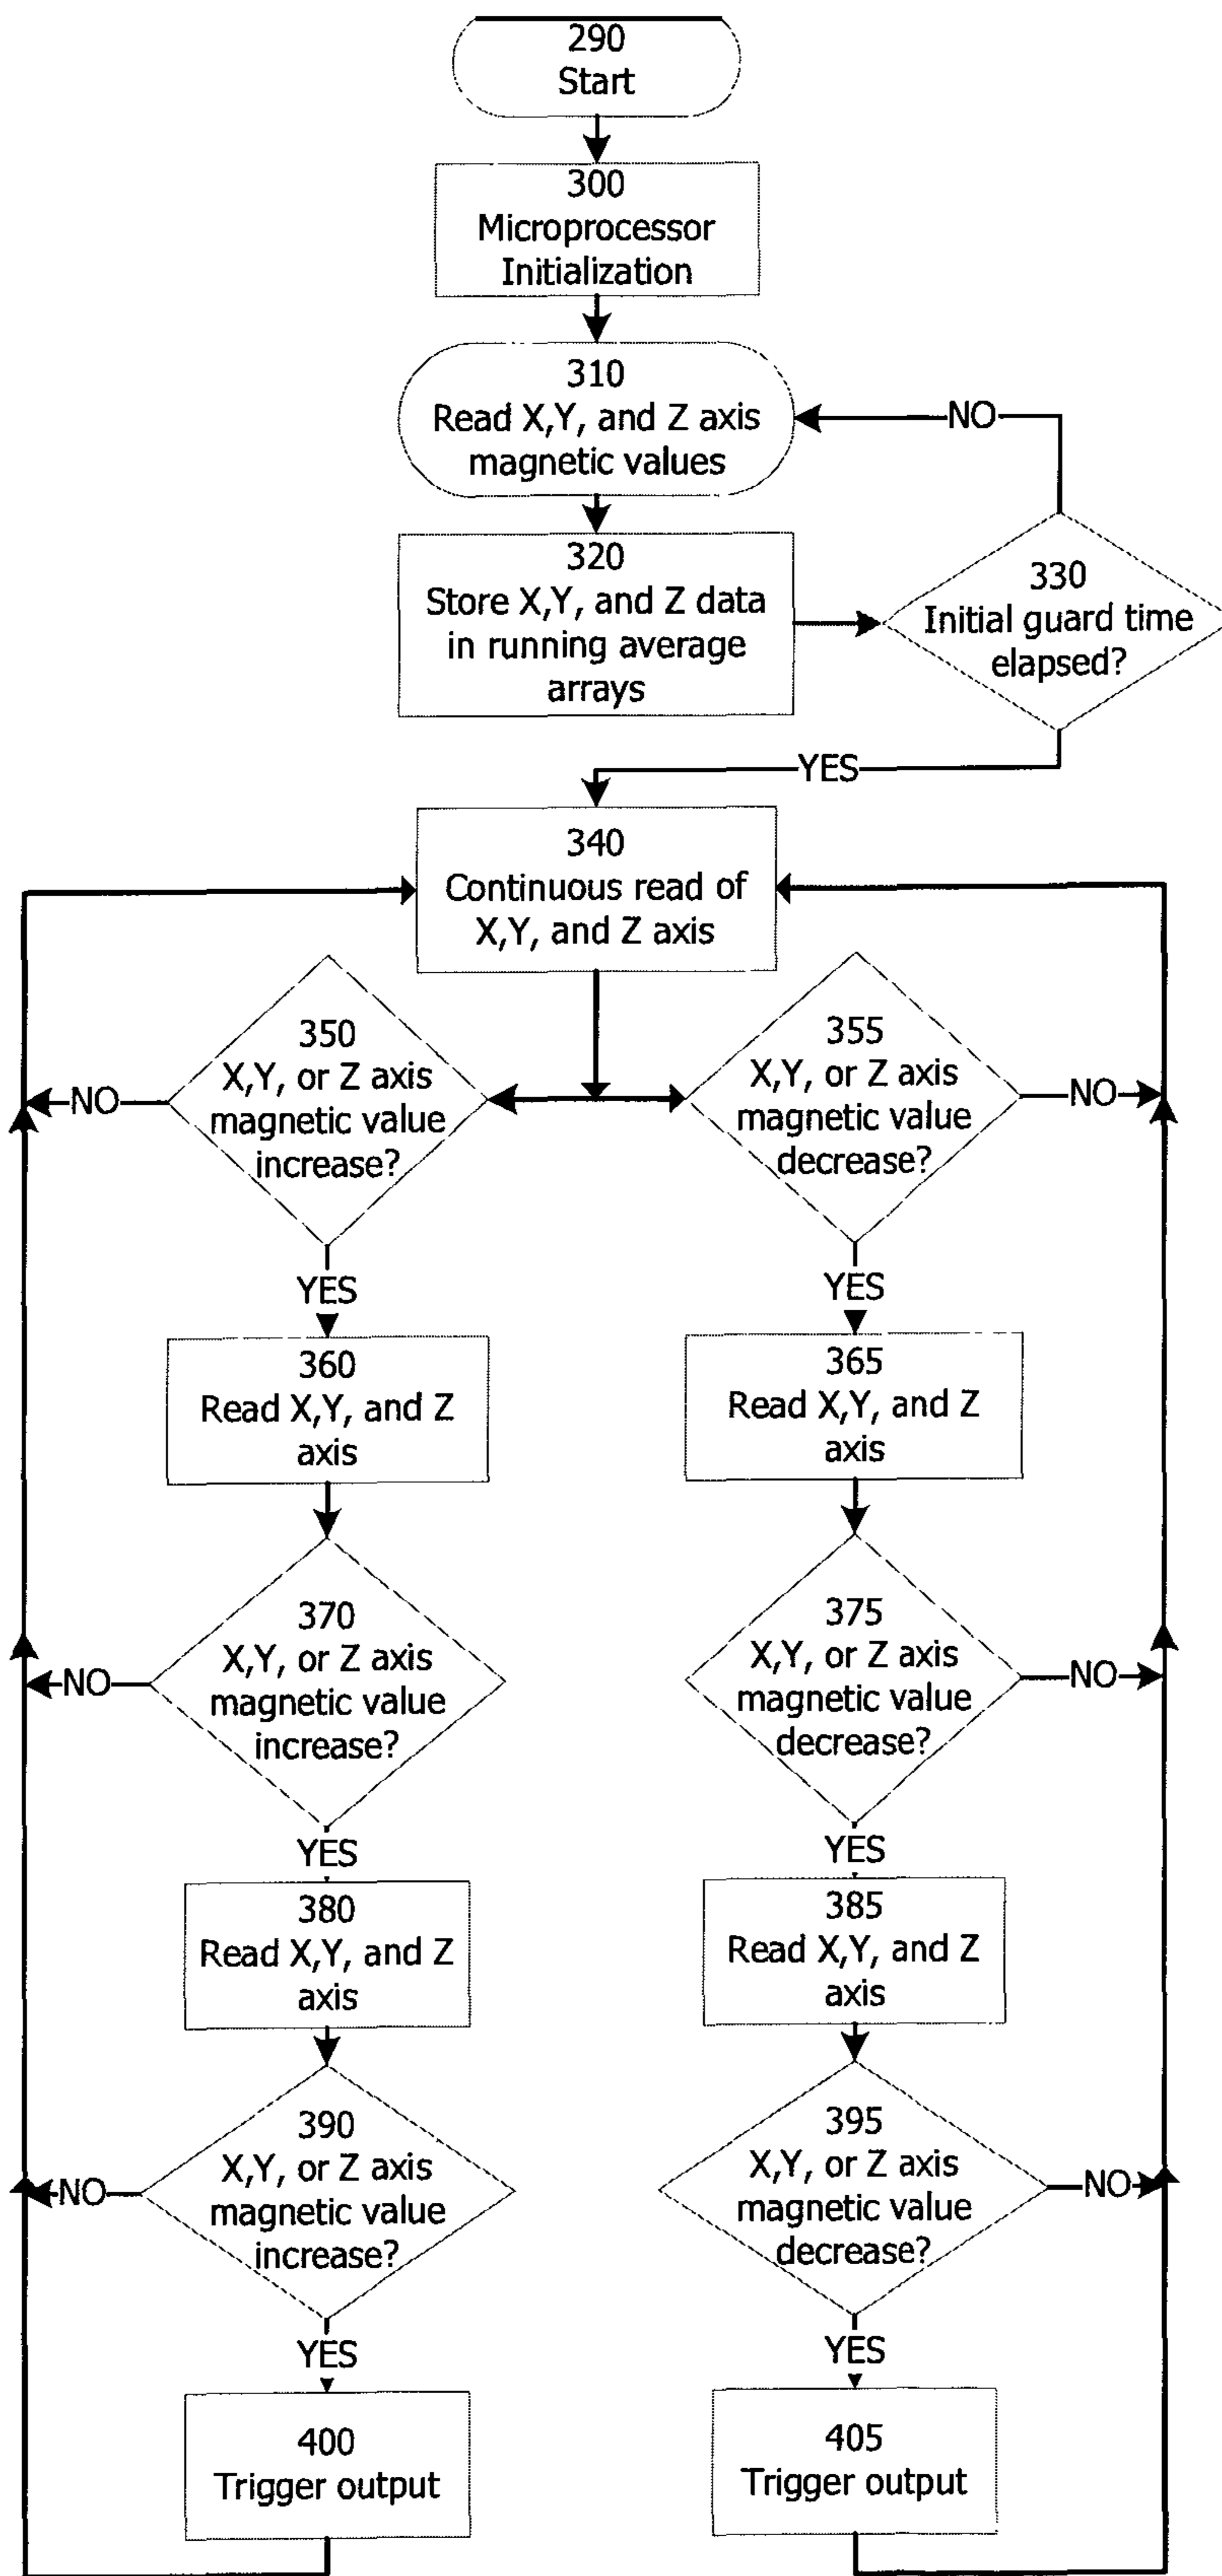 290
Start
300
Microprocessor
Initialization
310
Read X,Y, and Z axis
magnetic values
NO
320
Store X,Y, and Z data
in running average
arrays
330
Initial guard time
elapsed?
YES
340
Continuous read of
X,Y, and Z axis
350
X,Y, or Z axis
magnetic value
increase?
NO
355
X,Y, or Z axis
magnetic value
decrease?
NO
YES
YES
360
Read X,Y, and Z
axis
365
Read X,Y, and Z
axis
370
X,Y, or Z axis
magnetic value
increase?
NO
375
X,Y, or Z axis
magnetic value
decrease?
NO
YES
YES
380
Read X,Y, and Z
axis
385
Read X,Y, and Z
axis
390
X,Y, or Z axis
magnetic value
increase?
NO
395
X,Y, or Z axis
magnetic value
decrease?
NO
YES
YES
400
Trigger output
405
Trigger output